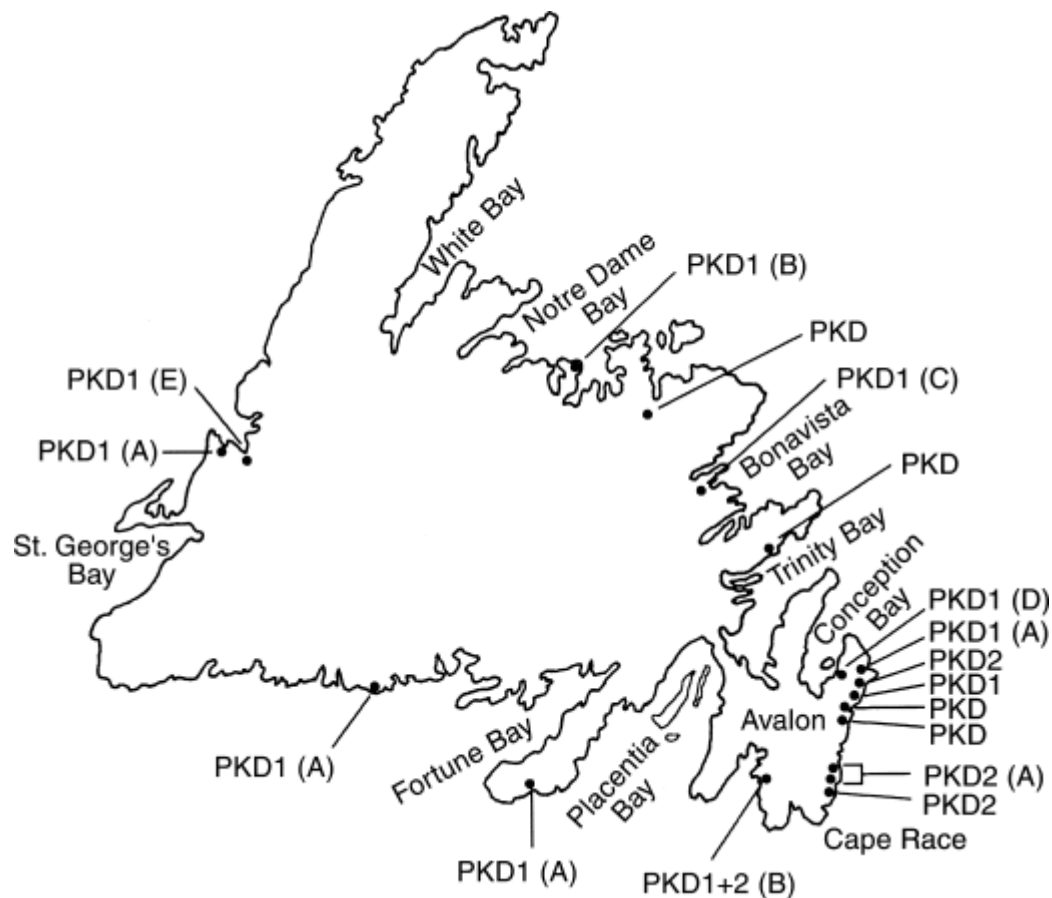 White Bay
Notre Dame
Bay
PKD1 (B)
PKD
PKD1 (E)
PKD1 (C)
PKD1 (A)
Bonavista
Bay
PKD
St. George's
Bay
Trinity Bay
Conception
Bay
PKD1 (D)
PKD1 (A)
PKD2
PKD1
PKD
PKD
Avalon
Fortune Bay
Placentia
Bay
PKD1 (A)
PKD2 (A)
PKD2
Cape Race
PKD1 (A)
PKD1+2 (B)